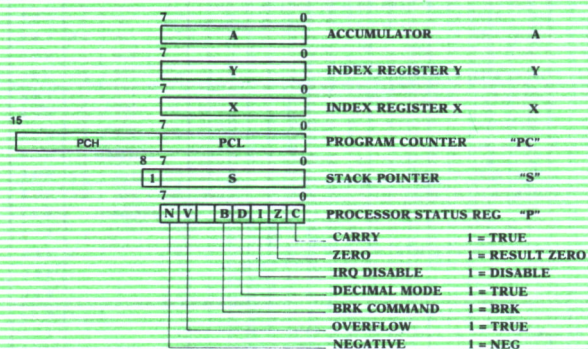 7 0
A ACCUMULATOR A
7 0
Y INDEX REGISTER Y Y
7 0
X INDEX REGISTER X X
15 7 0
PCH PCL PROGRAM COUNTER "PC"
8 7 0
1 S STACK POINTER "S"
7 0
N V B D I Z C PROCESSOR STATUS REG "P"
CARRY 1 = TRUE
ZERO 1 = RESULT ZERO
IRQ DISABLE 1 = DISABLE
DECIMAL MODE 1 = TRUE
BRK COMMAND 1 = BRK
OVERFLOW 1 = TRUE
NEGATIVE 1 = NEG